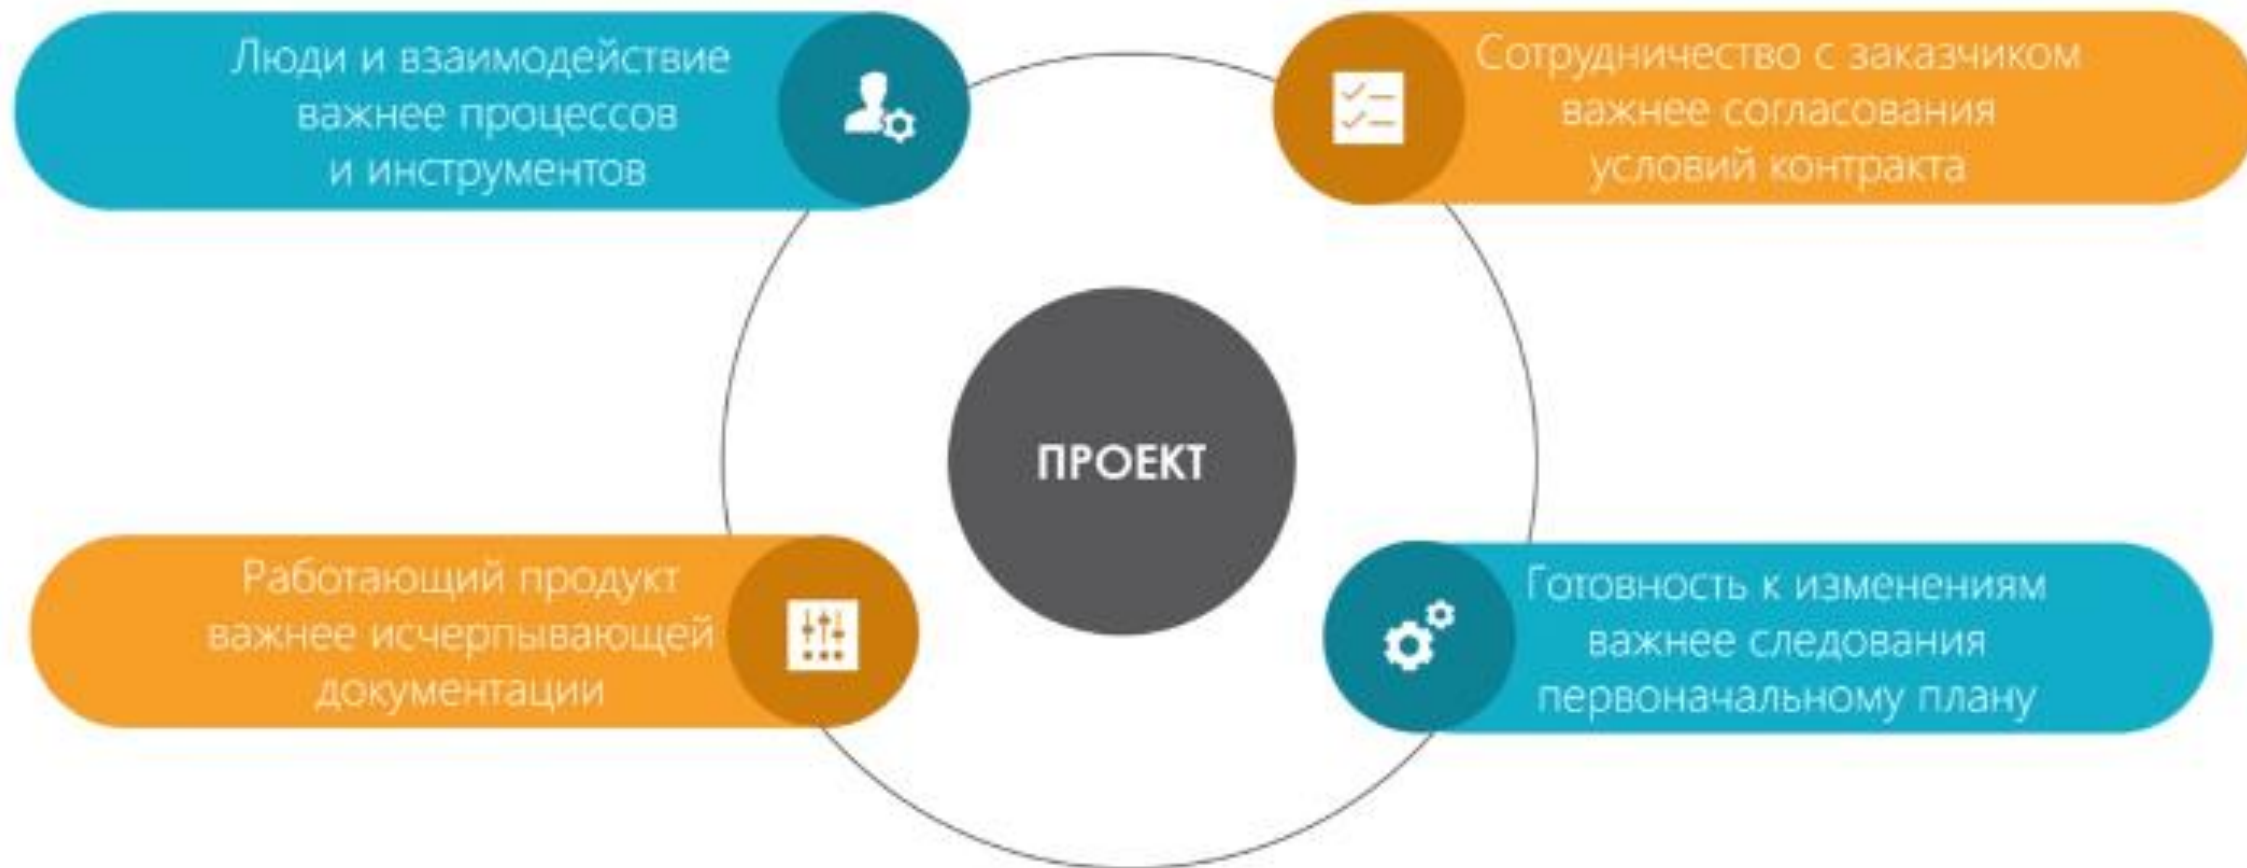 Люди и взаимодействие
важнее процессов
и инструментов
Сотрудничество с заказчиком
важнее согласования
условий контракта
ПРОЕКТ
Работающий продукт
важнее исчерпывающей
документации
Готовность к изменениям
важнее следования
первоначальному плану